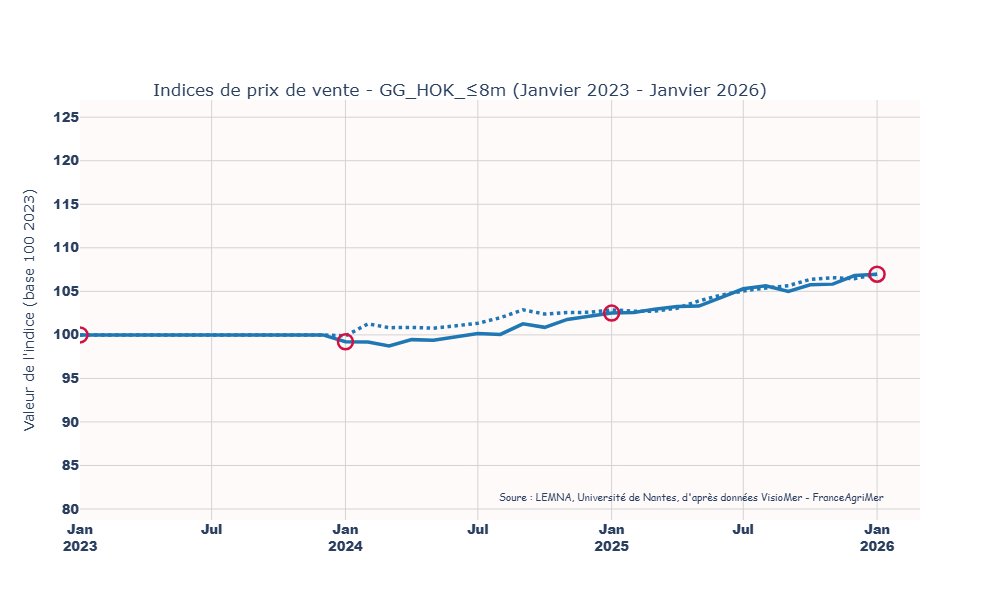 Indices de prix de vente - GG_HOK_≤8m (Janvier 2023 - Janvier 2026)
Valeur de l'indice (base 100 2023)
125
120
115
110
105
100
95
90
85
80
Soure : LEMNA, Université de Nantes, d'après données VisioMer - FranceAgriMer
Jan
2023
Jul
Jan
2024
Jul
Jan
2025
Jul
Jan
2026